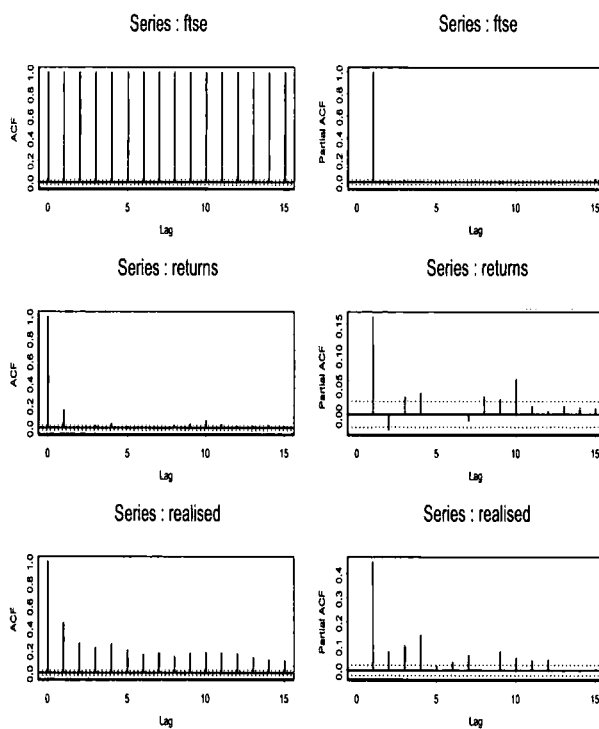 Series : ftse
ACF
0.0 0.2 0.4 0.6 0.8 1.0
0 5 10 15
Lag
Series : ftse
Partial ACF
0.0 0.2 0.4 0.6 0.8 1.0
0 5 10 15
Lag
Series : returns
ACF
0.0 0.2 0.4 0.6 0.8 1.0
0 5 10 15
Lag
Series : returns
Partial ACF
0.00 0.05 0.10 0.15
0 5 10 15
Lag
Series : realised
ACF
0.0 0.2 0.4 0.6 0.8 1.0
0 5 10 15
Lag
Series : realised
Partial ACF
0.0 0.1 0.2 0.3 0.4
0 5 10 15
Lag